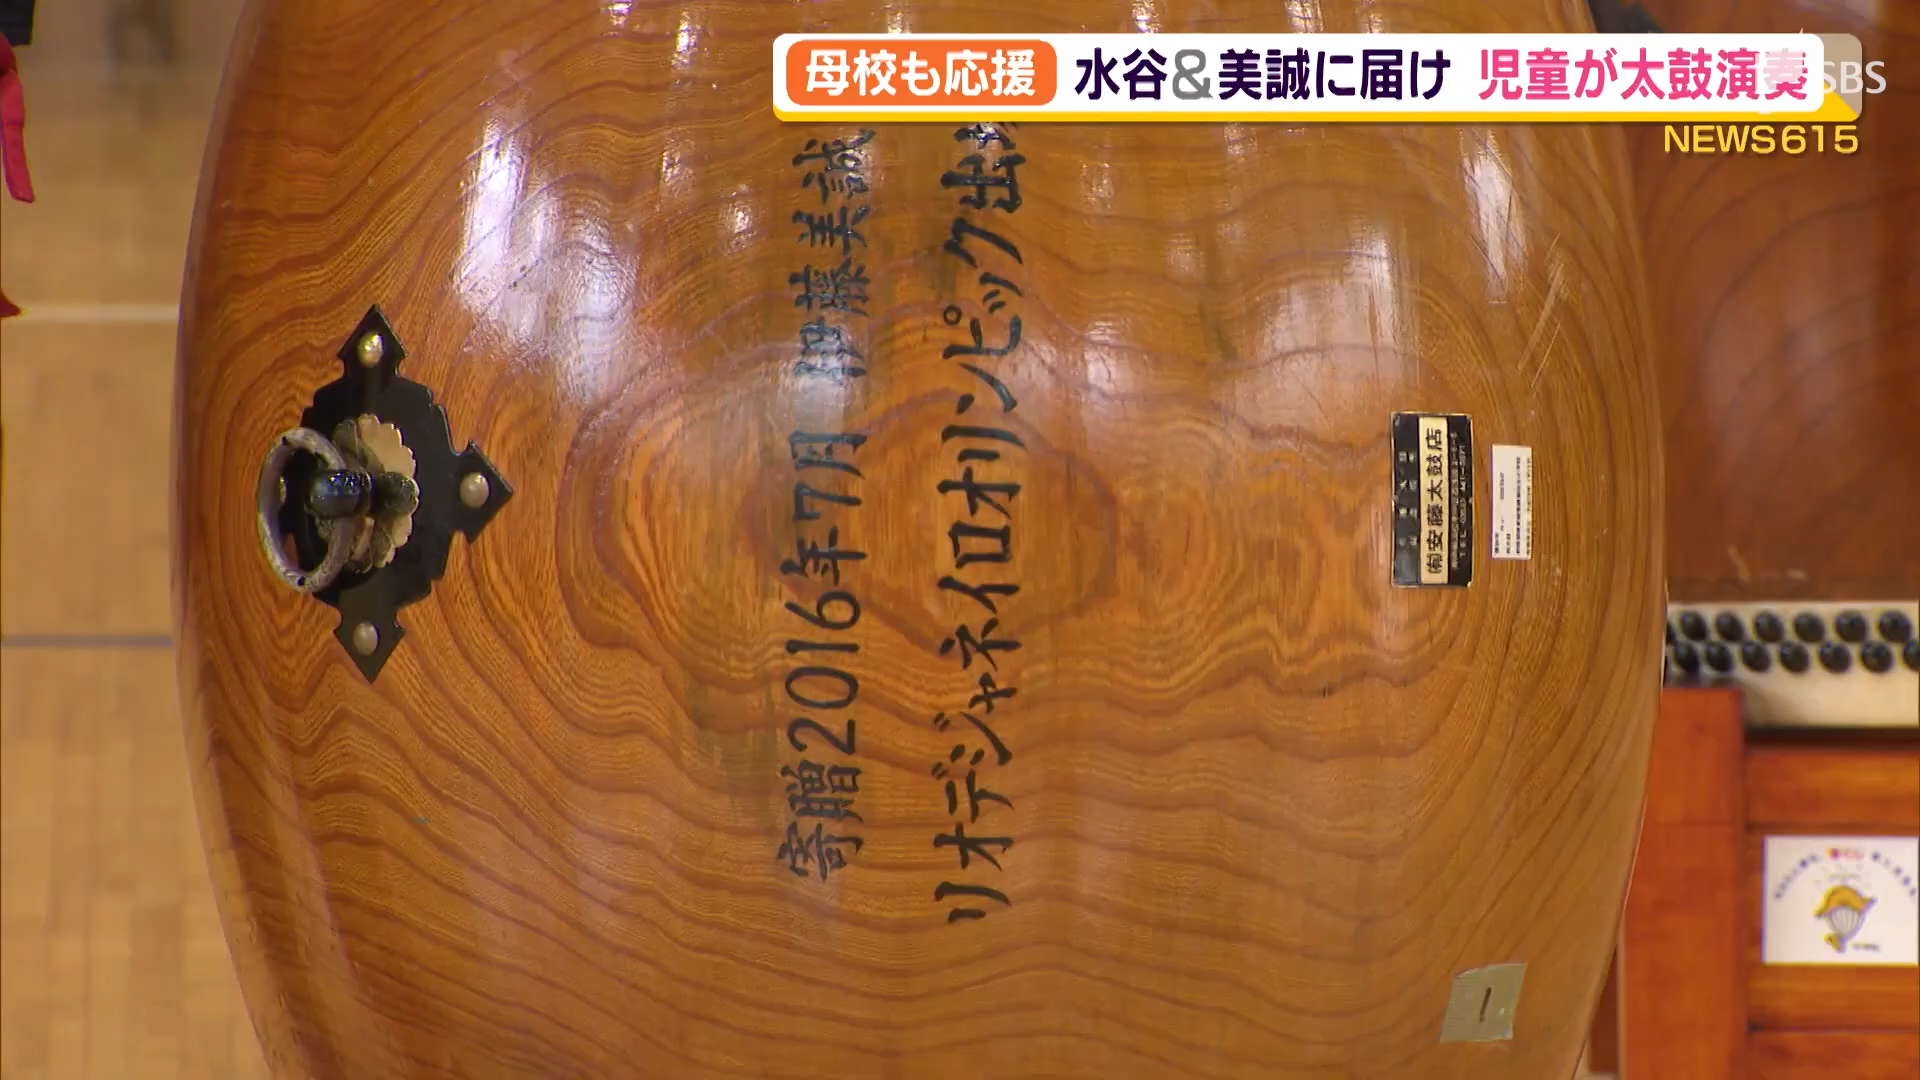 母校も応援 水谷&美誠に届け 児童が太鼓演奏
SBS
NEWS615
リオデジャネイロオリンピック出場
寄贈2016年7月 伊藤美誠
㈲安藤太鼓店
1